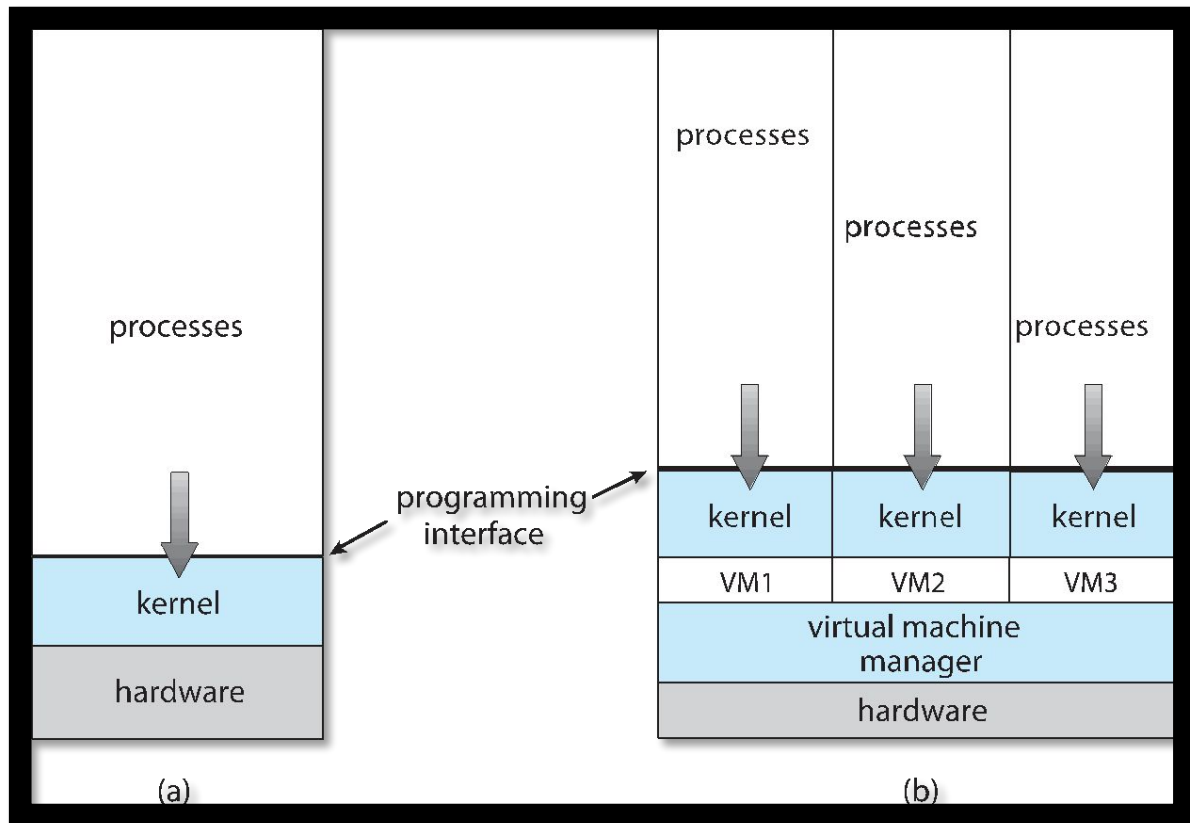 processes
kernel
hardware
(a)
programming
interface
processes
processes
processes
kernel
kernel
kernel
VM1
VM2
VM3
virtual machine
manager
hardware
(b)